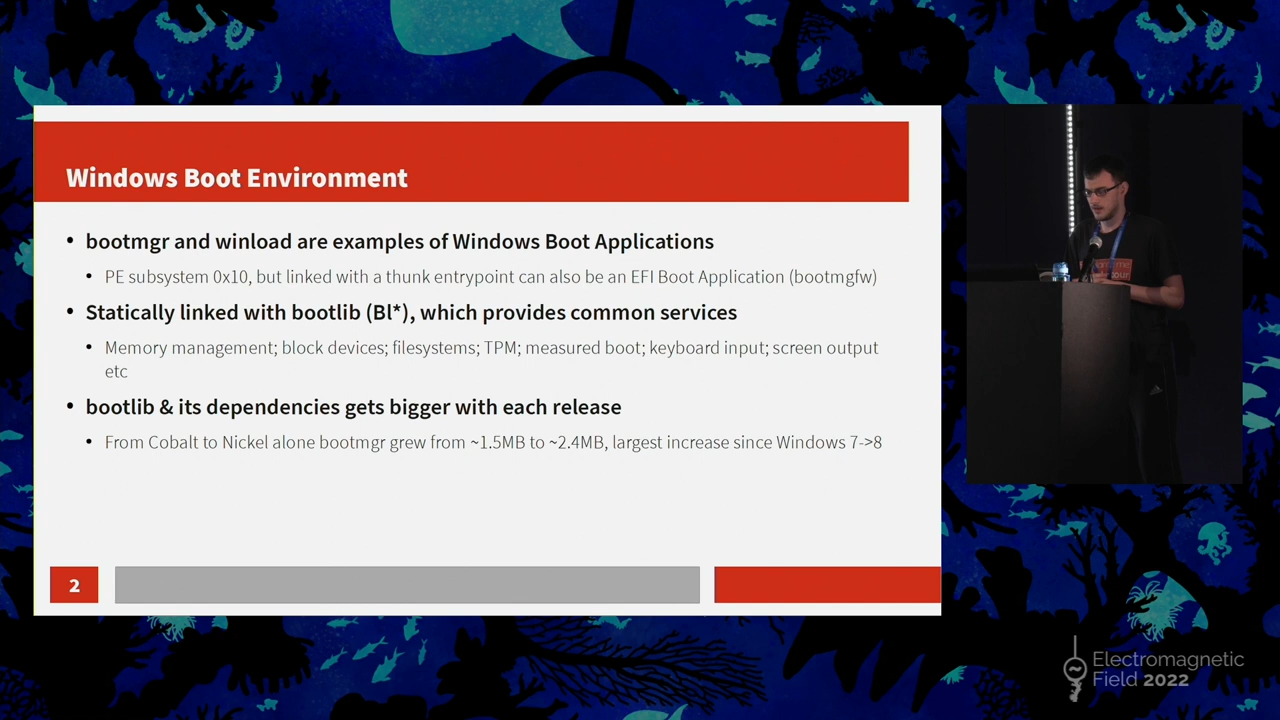 Windows Boot Environment
• bootmgr and winload are examples of Windows Boot Applications
• PE subsystem 0x10, but linked with a thunk entrypoint can also be an EFI Boot Application (bootmgfw)
• Statically linked with bootlib (Bl*), which provides common services
• Memory management; block devices; filesystems; TPM; measured boot; keyboard input; screen output
etc
• bootlib & its dependencies gets bigger with each release
• From Cobalt to Nickel alone bootmgr grew from ~1.5MB to ~2.4MB, largest increase since Windows 7->8
2
Electromagnetic
Field 2022